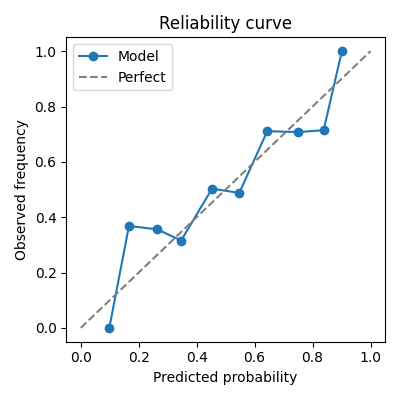 Reliability curve
Model
Perfect
Observed frequency
1.0
0.8
0.6
0.4
0.2
0.0
0.0 0.2 0.4 0.6 0.8 1.0
Predicted probability